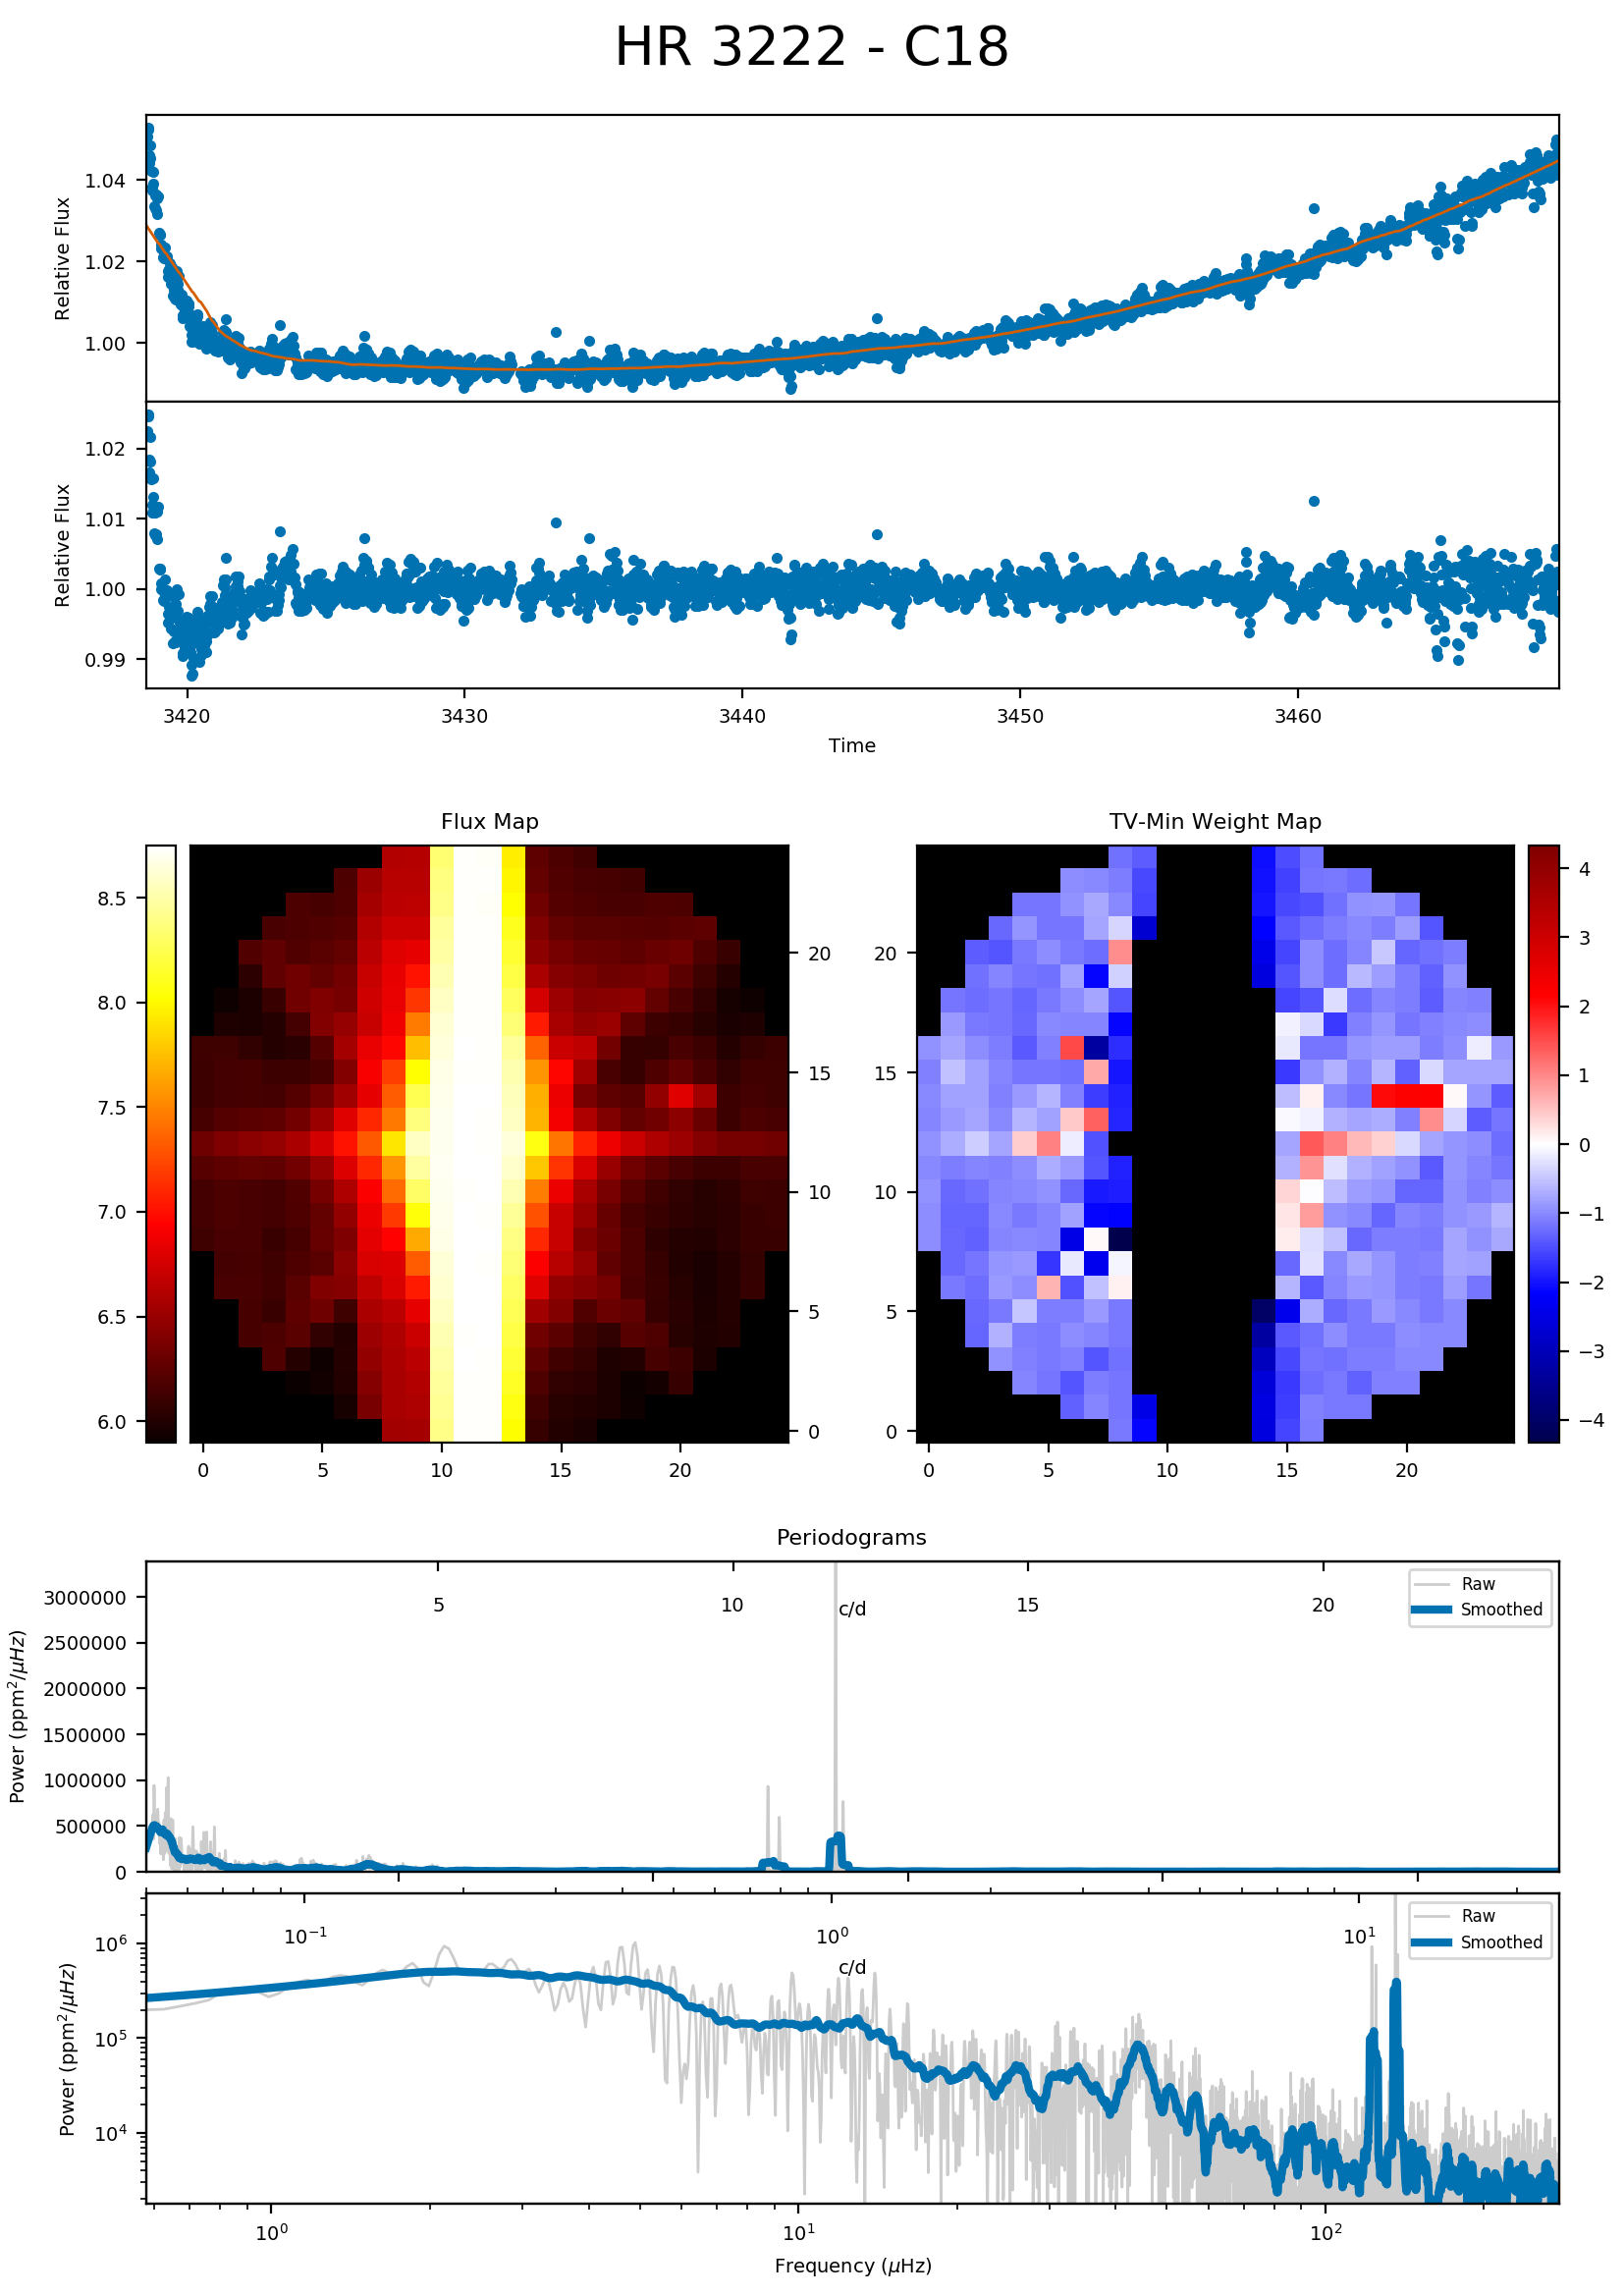 HR 3222 - C18
Relative Flux
1.04
1.02
1.00
Relative Flux
1.02
1.01
1.00
0.99
3420 3430 3440 3450 3460
Time
Flux Map
8.5
8.0
7.5
7.0
6.5
6.0
20
15
10
5
0
0 5 10 15 20
TV-Min Weight Map
20
15
10
5
0
0 5 10 15 20
4
3
2
1
0
−1
−2
−3
−4
Periodograms
Power (ppm²/μHz)
3000000
2500000
2000000
1500000
1000000
500000
0
5 10 15 20
c/d
Raw
Smoothed
Power (ppm²/μHz)
10⁶
10⁵
10⁴
10⁻¹ 10⁰ 10¹
c/d
Raw
Smoothed
10⁰ 10¹ 10²
Frequency (μHz)